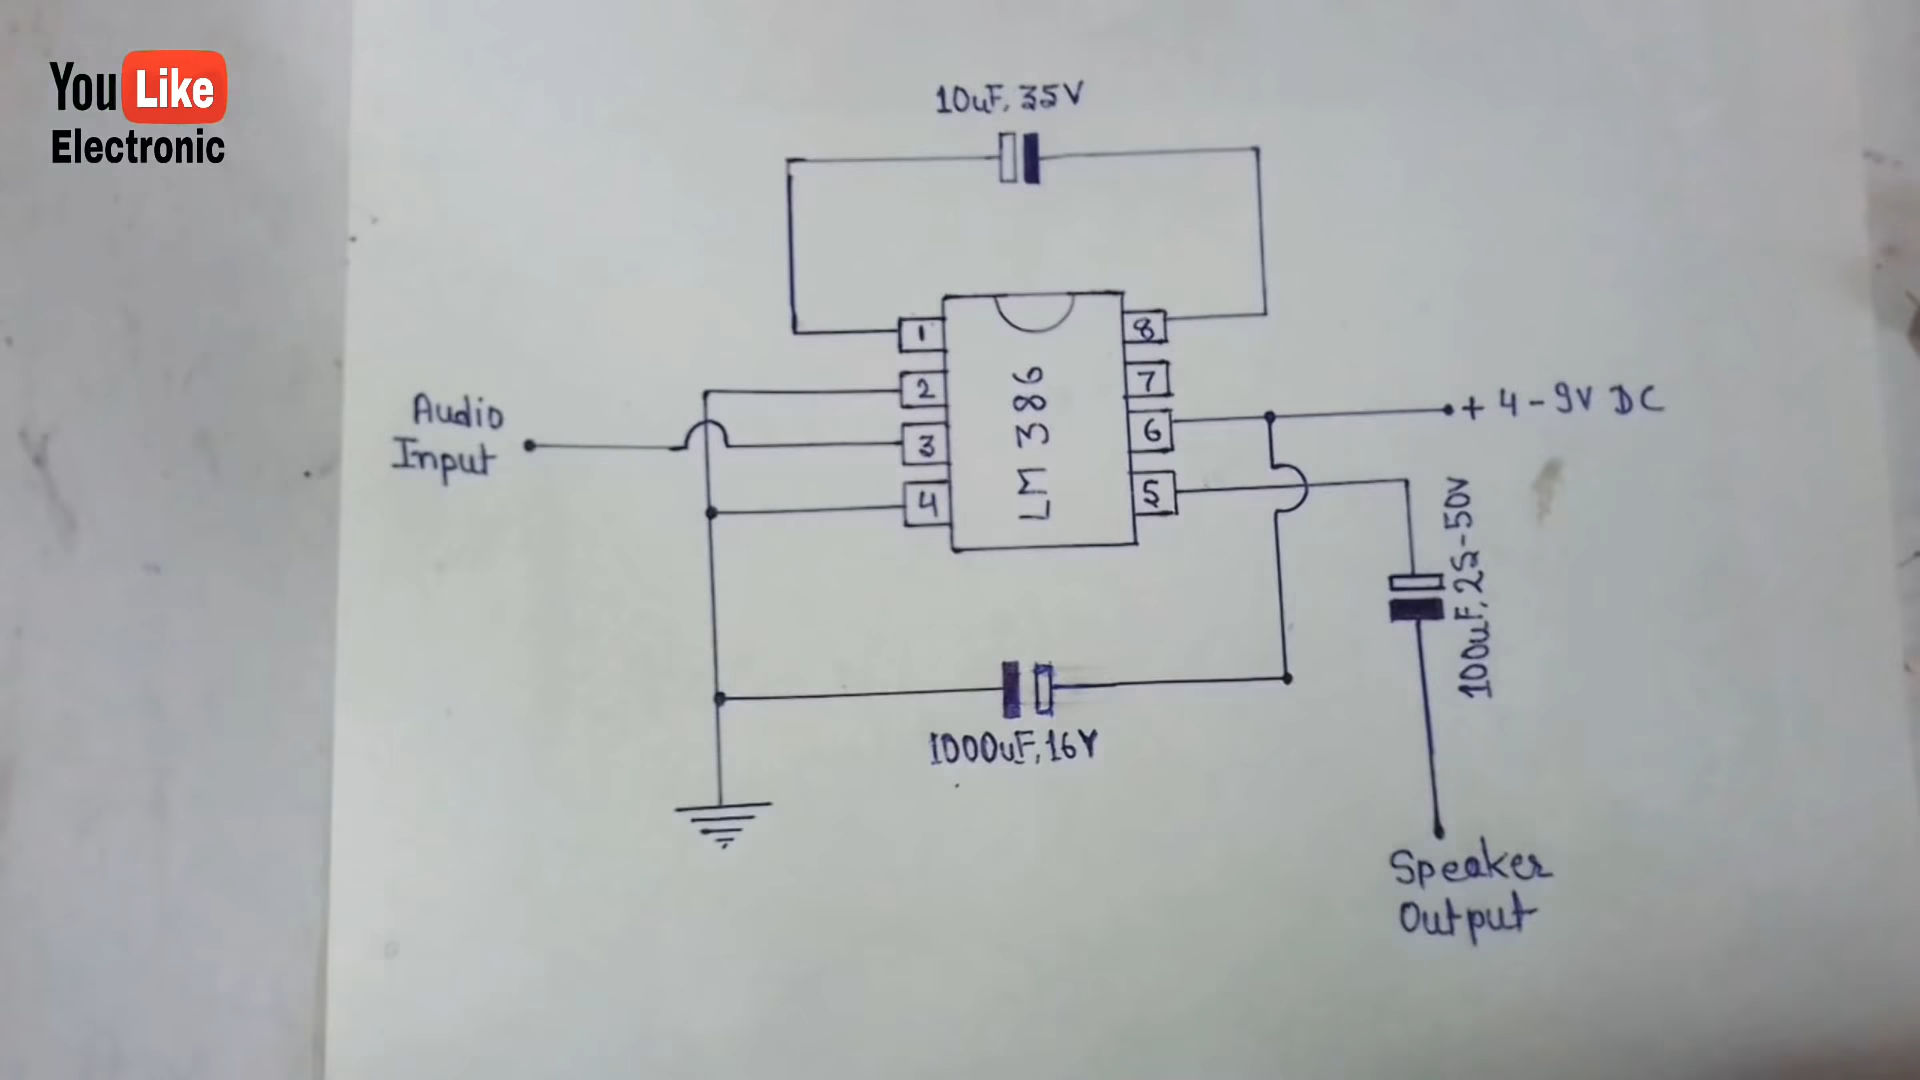 You Like
Electronic
10uF, 35V
1
8
2
7
Audio
Input
3
6
+ 4-9V DC
4
5
LM 386
100uF, 25-50V
1000uF, 16V
Speaker
Output